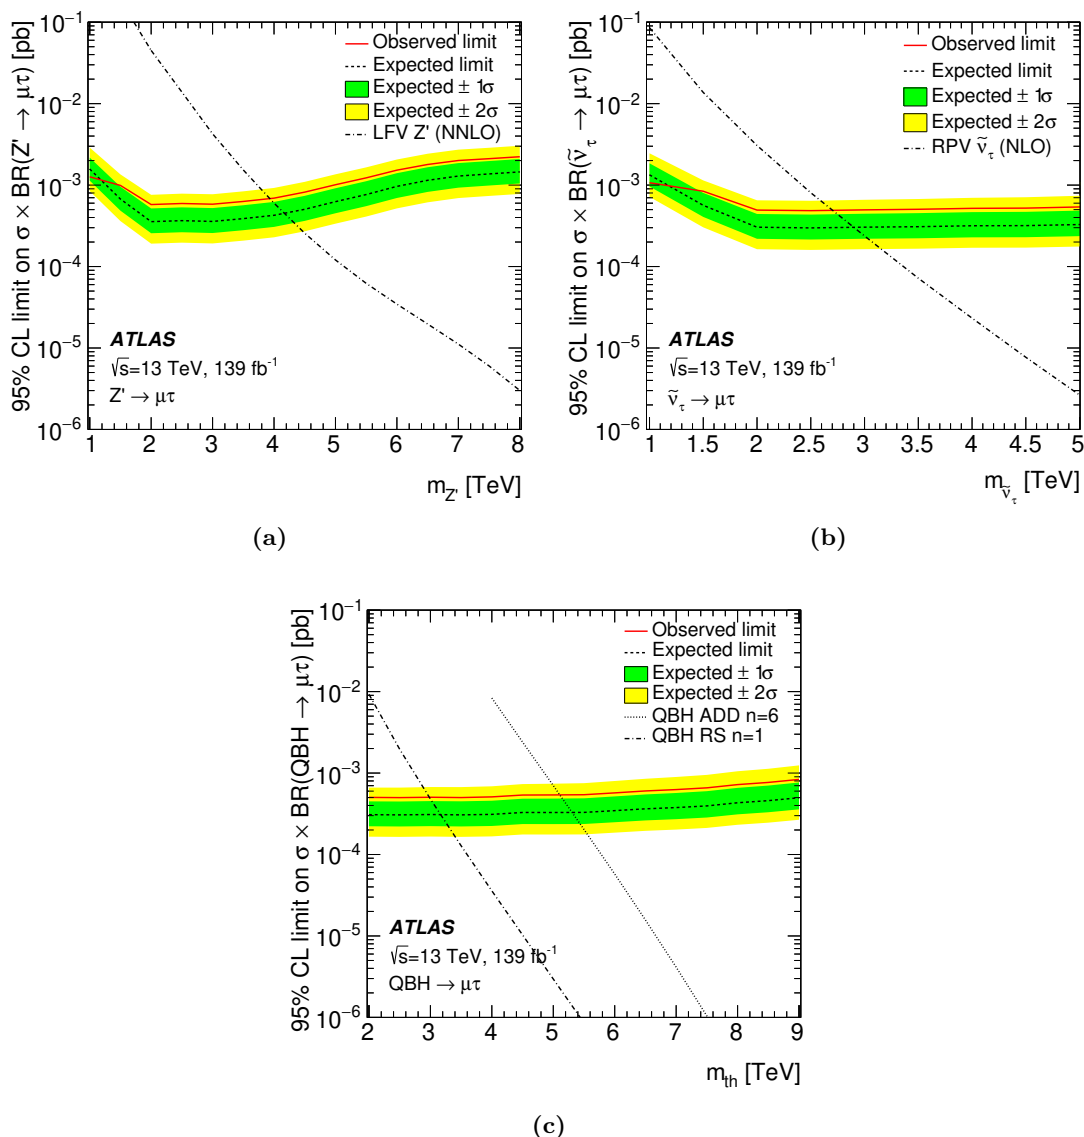 95% CL limit on σ × BR(Z' → μτ) [pb]
10⁻¹
10⁻²
10⁻³
10⁻⁴
10⁻⁵
10⁻⁶
Observed limit
Expected limit
Expected ± 1σ
Expected ± 2σ
LFV Z' (NNLO)
ATLAS
√s=13 TeV, 139 fb⁻¹
Z' → μτ
1 2 3 4 5 6 7 8
m_Z' [TeV]
(a)
95% CL limit on σ × BR(ν̃_τ → μτ) [pb]
10⁻¹
10⁻²
10⁻³
10⁻⁴
10⁻⁵
10⁻⁶
Observed limit
Expected limit
Expected ± 1σ
Expected ± 2σ
RPV ν̃_τ (NLO)
ATLAS
√s=13 TeV, 139 fb⁻¹
ν̃_τ → μτ
1 1.5 2 2.5 3 3.5 4 4.5 5
m_ν̃_τ [TeV]
(b)
95% CL limit on σ × BR(QBH → μτ) [pb]
10⁻¹
10⁻²
10⁻³
10⁻⁴
10⁻⁵
10⁻⁶
Observed limit
Expected limit
Expected ± 1σ
Expected ± 2σ
QBH ADD n=6
QBH RS n=1
ATLAS
√s=13 TeV, 139 fb⁻¹
QBH → μτ
2 3 4 5 6 7 8 9
m_th [TeV]
(c)